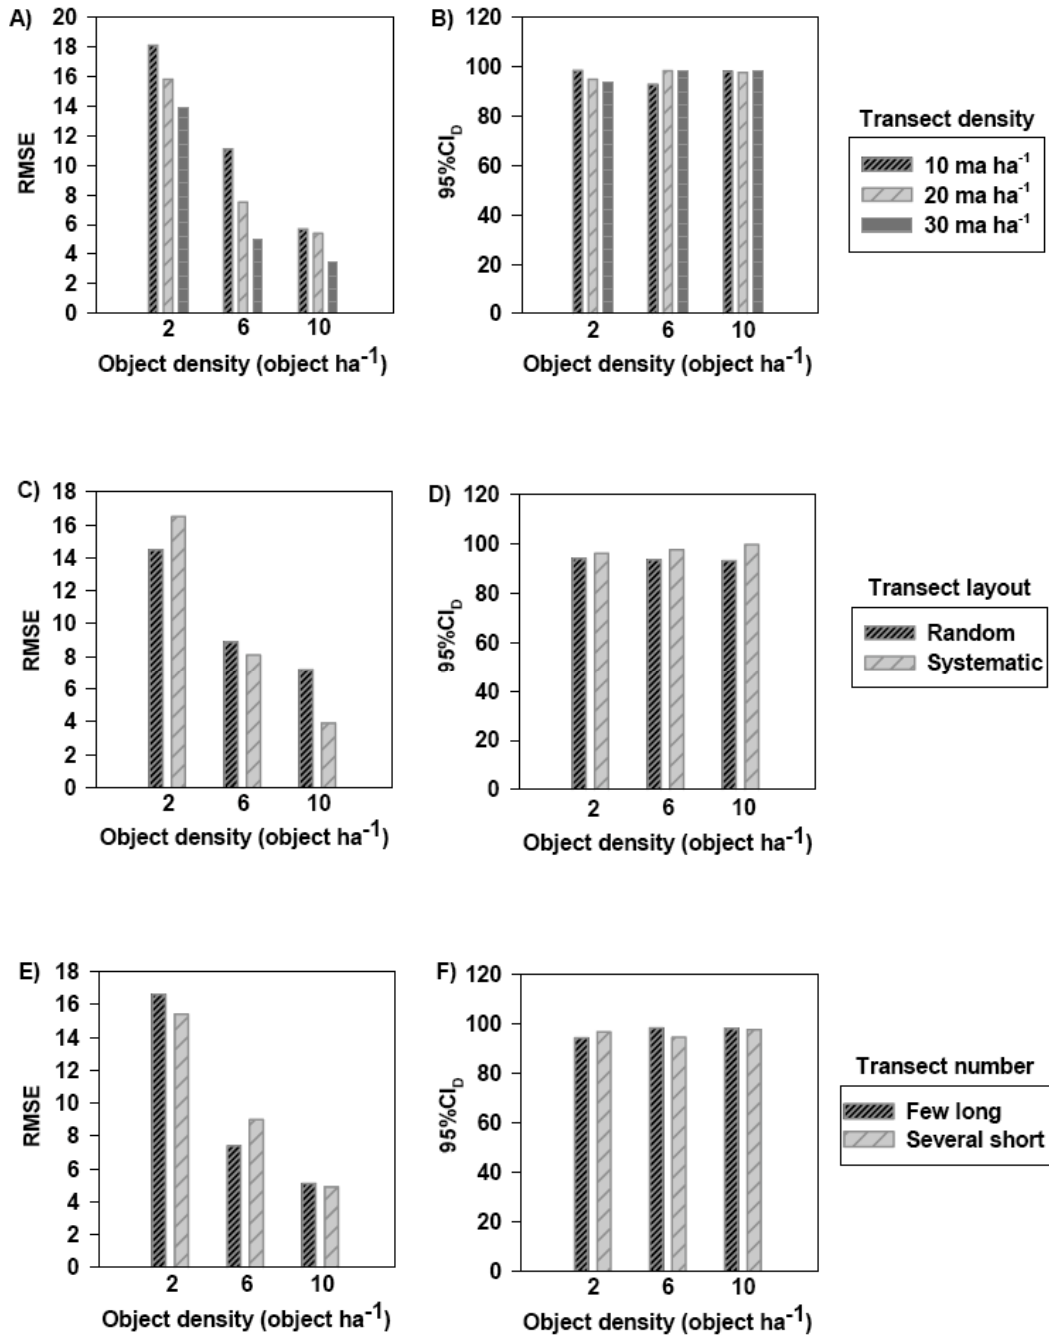 A)
20
18
16
14
12
10
8
6
4
2
0
RMSE
2 6 10
Object density (object ha-1)
B)
120
100
80
60
40
20
0
95%CID
2 6 10
Object density (object ha-1)
Transect density
10 ma ha-1
20 ma ha-1
30 ma ha-1
C)
18
16
14
12
10
8
6
4
2
0
RMSE
2 6 10
Object density (object ha-1)
D)
120
100
80
60
40
20
0
95%CID
2 6 10
Object density (object ha-1)
Transect layout
Random
Systematic
E)
18
16
14
12
10
8
6
4
2
0
RMSE
2 6 10
Object density (object ha-1)
F)
120
100
80
60
40
20
0
95%CID
2 6 10
Object density (object ha-1)
Transect number
Few long
Several short